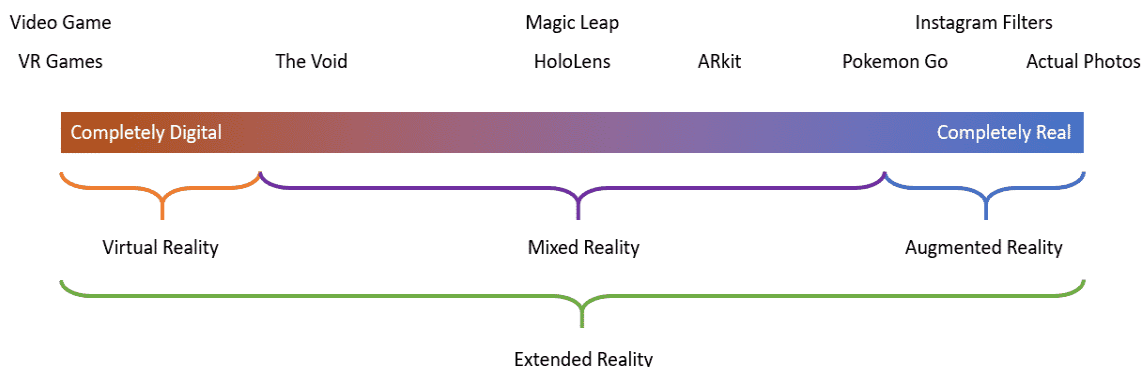 Video Game Magic Leap Instagram Filters
VR Games The Void HoloLens ARkit Pokemon Go Actual Photos
Completely Digital Completely Real
Virtual Reality Mixed Reality Augmented Reality
Extended Reality